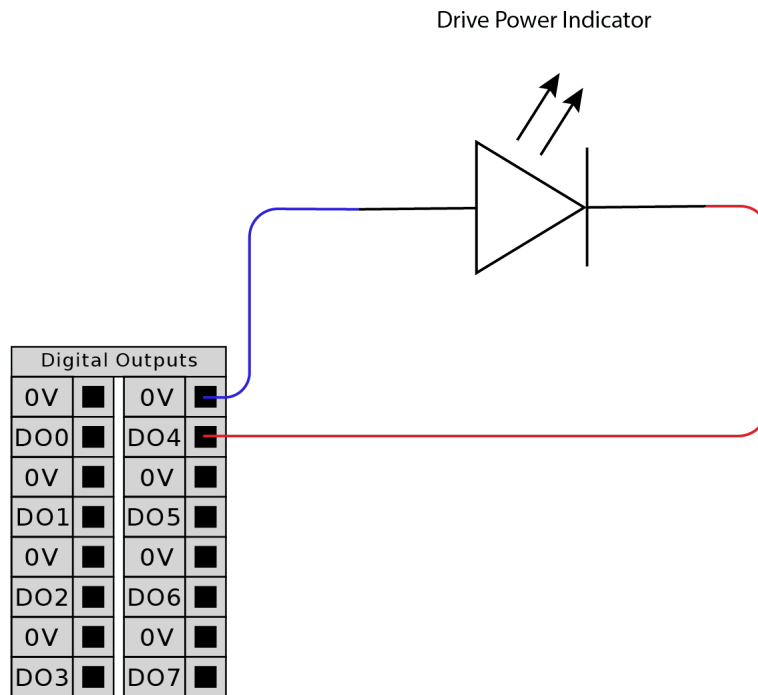 Drive Power Indicator
Digital Outputs
0V 0V
DO0 DO4
0V 0V
DO1 DO5
0V 0V
DO2 DO6
0V 0V
DO3 DO7